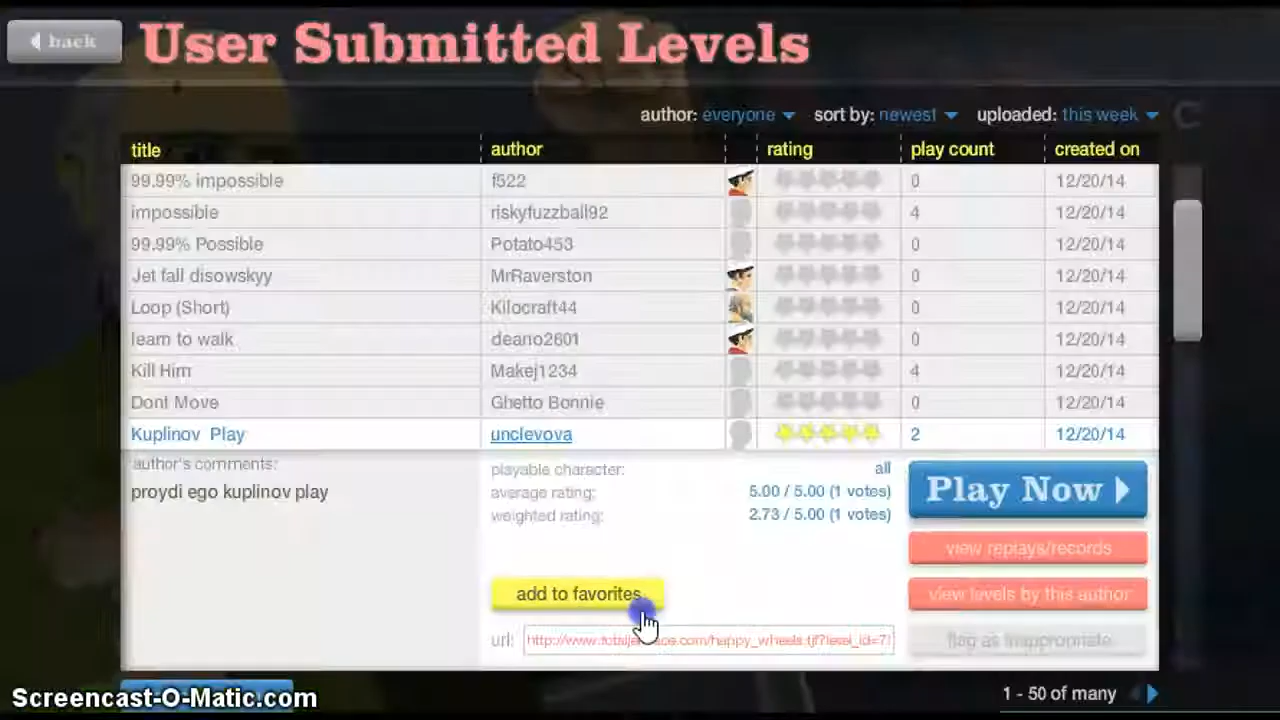 back
User Submitted Levels
author: everyone sort by: newest uploaded: this week
title author rating play count created on
99.99% impossible f522 0 12/20/14
impossible riskyfuzzball92 4 12/20/14
99.99% Possible Potato453 0 12/20/14
Jet fall disowskyy MrRaverston 0 12/20/14
Loop (Short) Kilocraft44 0 12/20/14
learn to walk deano2601 0 12/20/14
Kill Him Makej1234 4 12/20/14
Dont Move Ghetto Bonnie 0 12/20/14
Kuplinov Play unclevova 2 12/20/14
author's comments:
proydi ego kuplinov play
playable character: all
average rating: 5.00 / 5.00 (1 votes)
weighted rating: 2.73 / 5.00 (1 votes)
add to favorites
url:
Play Now
view replays/records
view levels by this author
flag as inappropriate
Screencast-O-Matic.com
1 - 50 of many